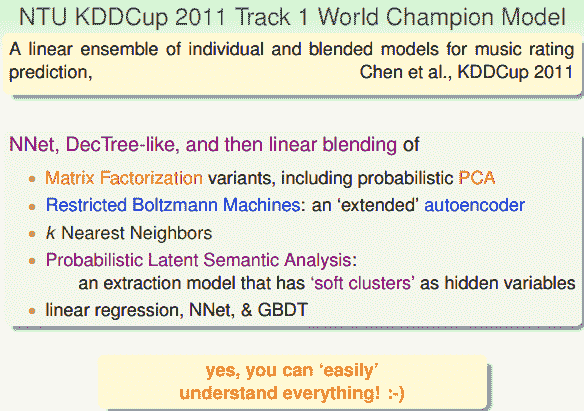 NTU KDDCup 2011 Track 1 World Champion Model
A linear ensemble of individual and blended models for music rating
prediction, Chen et al., KDDCup 2011
NNet, DecTree-like, and then linear blending of
• Matrix Factorization variants, including probabilistic PCA
• Restricted Boltzmann Machines: an ‘extended’ autoencoder
• k Nearest Neighbors
• Probabilistic Latent Semantic Analysis:
an extraction model that has ‘soft clusters’ as hidden variables
• linear regression, NNet, & GBDT
yes, you can ‘easily’
understand everything! :-)